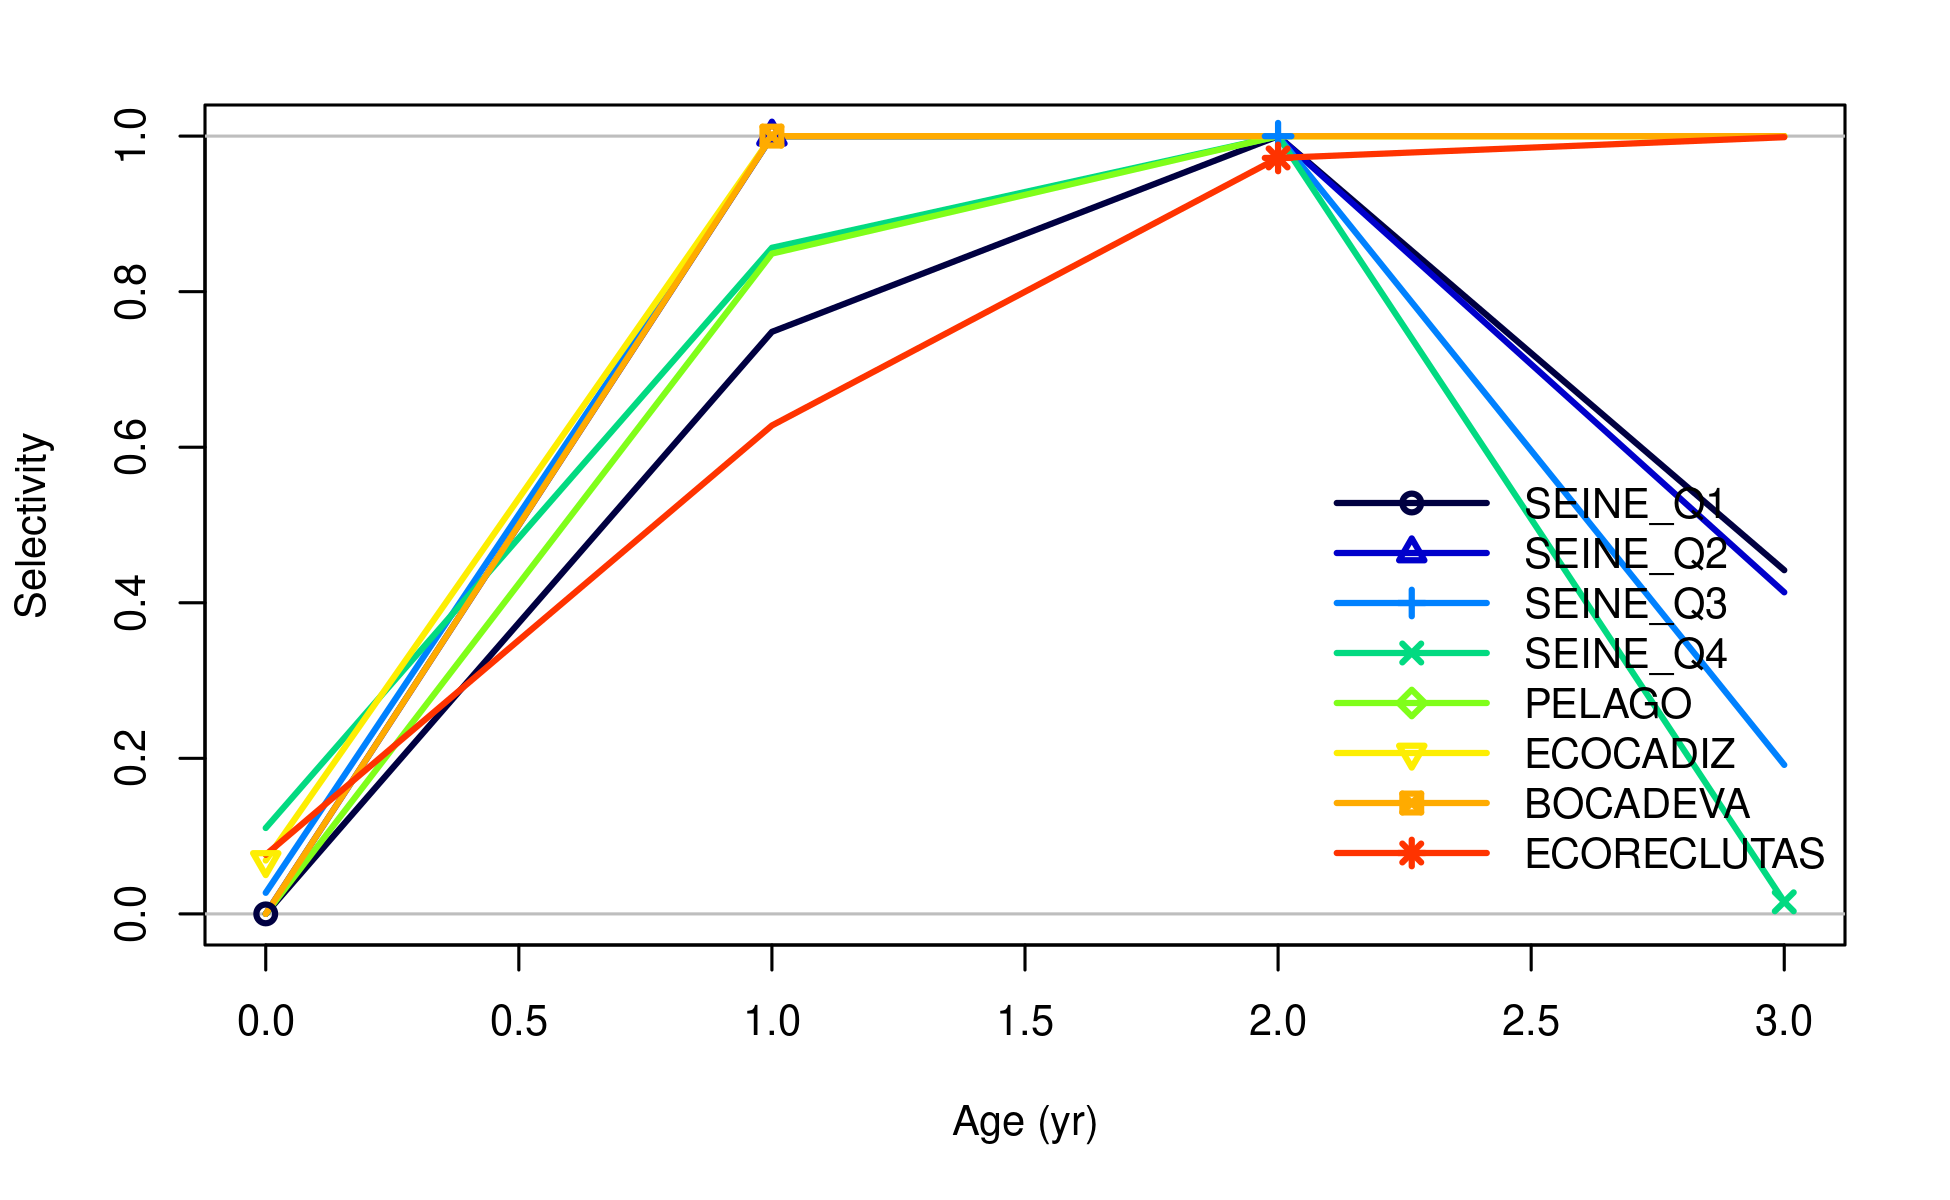 1.0
0.8
0.6
0.4
0.2
0.0
Selectivity
SEINE_Q1
SEINE_Q2
SEINE_Q3
SEINE_Q4
PELAGO
ECOCADIZ
BOCADEVA
ECORECLUTAS
0.0 0.5 1.0 1.5 2.0 2.5 3.0
Age (yr)